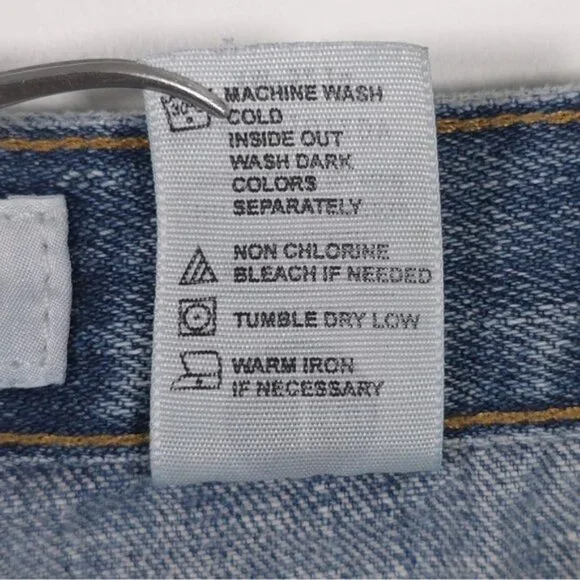 30°
MACHINE WASH
COLD
INSIDE OUT
WASH DARK
COLORS
SEPARATELY
NON CHLORINE
BLEACH IF NEEDED
TUMBLE DRY LOW
WARM IRON
IF NECESSARY